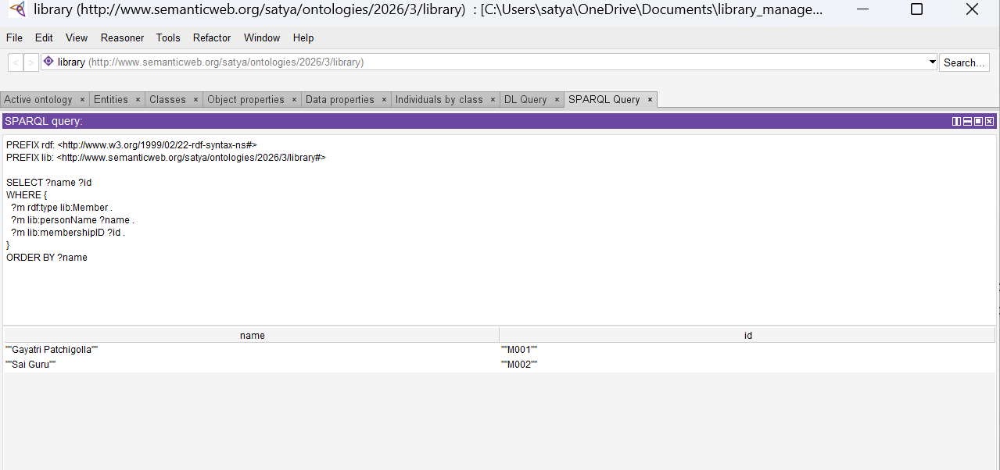 library (http://www.semanticweb.org/satya/ontologies/2026/3/library) : [C:\Users\satya\OneDrive\Documents\library_manage...
File Edit View Reasoner Tools Refactor Window Help
< > library (http://www.semanticweb.org/satya/ontologies/2026/3/library) Search...
Active ontology × Entities × Classes × Object properties × Data properties × Individuals by class × DL Query × SPARQL Query ×
SPARQL query:
PREFIX rdf: <http://www.w3.org/1999/02/22-rdf-syntax-ns#>
PREFIX lib: <http://www.semanticweb.org/satya/ontologies/2026/3/library#>
SELECT ?name ?id
WHERE {
?m rdf:type lib:Member .
?m lib:personName ?name .
?m lib:membershipID ?id .
}
ORDER BY ?name
name id
""Gayatri Patchigolla"" ""M001""
""Sai Guru"" ""M002""